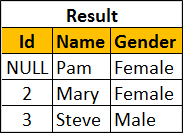 Result
Id Name Gender
NULL Pam Female
2 Mary Female
3 Steve Male